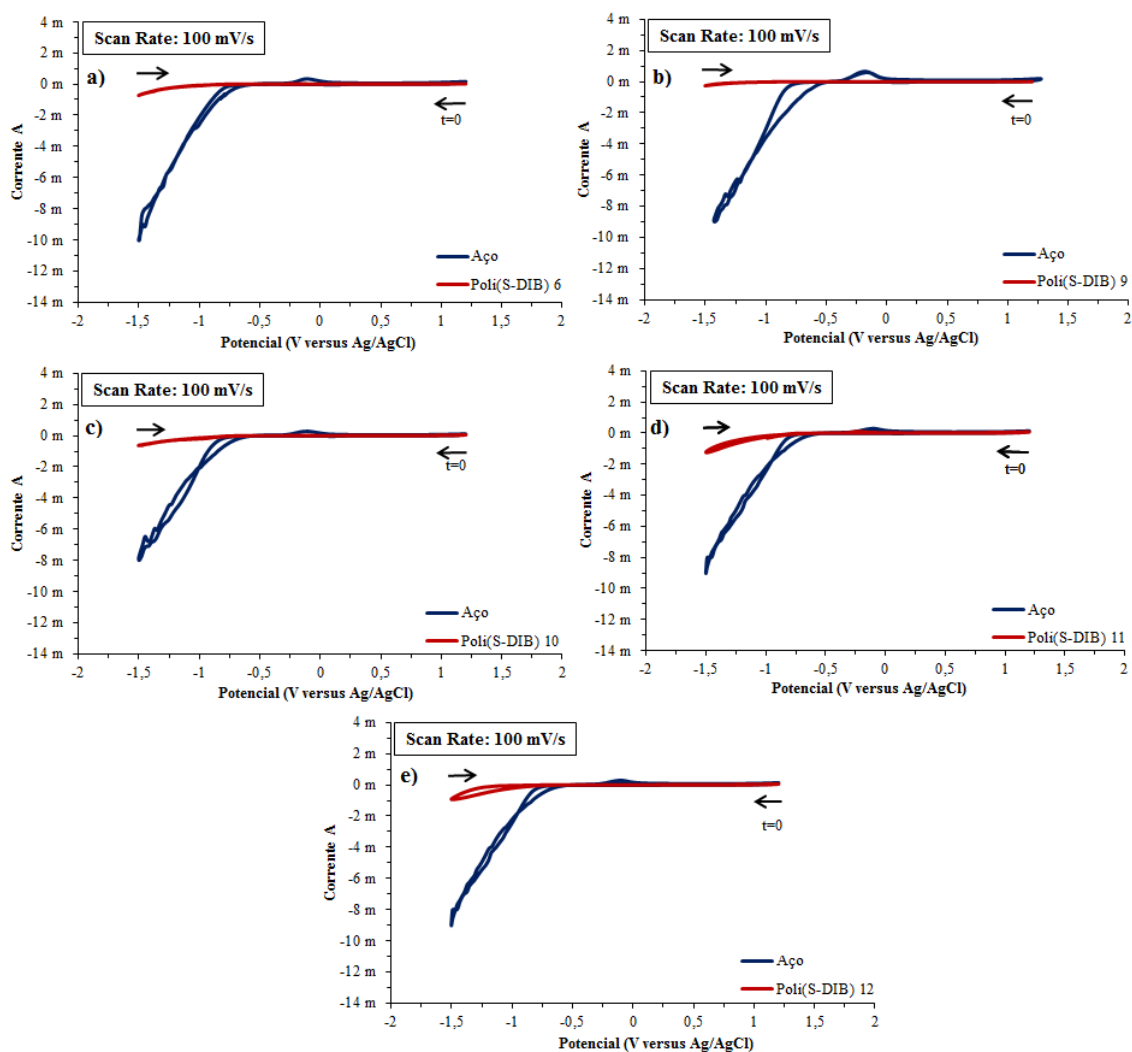 Scan Rate: 100 mV/s
a)
4 m
2 m
0 m
-2 m
-4 m
-6 m
-8 m
-10 m
-12 m
-14 m
Corrente A
t=0
Aço
Poli(S-DIB) 6
-2 -1,5 -1 -0,5 0 0,5 1 1,5 2
Potencial (V versus Ag/AgCl)
Scan Rate: 100 mV/s
b)
4 m
2 m
0 m
-2 m
-4 m
-6 m
-8 m
-10 m
-12 m
-14 m
Corrente A
t=0
Aço
Poli(S-DIB) 9
-2 -1,5 -1 -0,5 0 0,5 1 1,5 2
Potencial (V versus Ag/AgCl)
Scan Rate: 100 mV/s
c)
4 m
2 m
0 m
-2 m
-4 m
-6 m
-8 m
-10 m
-12 m
-14 m
Corrente A
t=0
Aço
Poli(S-DIB) 10
-2 -1,5 -1 -0,5 0 0,5 1 1,5 2
Potencial (V versus Ag/AgCl)
Scan Rate: 100 mV/s
d)
4 m
2 m
0 m
-2 m
-4 m
-6 m
-8 m
-10 m
-12 m
-14 m
Corrente A
t=0
Aço
Poli(S-DIB) 11
-2 -1,5 -1 -0,5 0 0,5 1 1,5 2
Potencial (V versus Ag/AgCl)
Scan Rate: 100 mV/s
e)
4 m
2 m
0 m
-2 m
-4 m
-6 m
-8 m
-10 m
-12 m
-14 m
Corrente A
t=0
Aço
Poli(S-DIB) 12
-2 -1,5 -1 -0,5 0 0,5 1 1,5 2
Potencial (V versus Ag/AgCl)